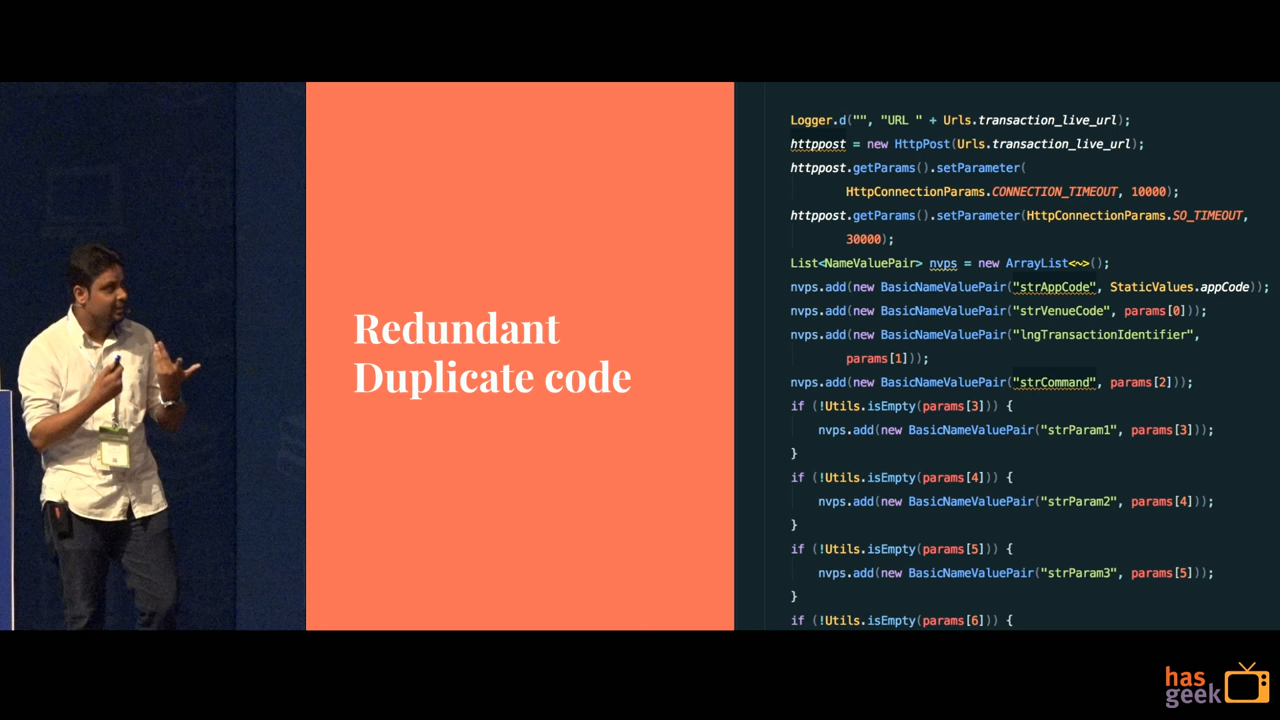 Redundant
Duplicate code
Logger.d("", "URL " + Urls.transaction_live_url);
httppost = new HttpPost(Urls.transaction_live_url);
httppost.getParams().setParameter(
HttpConnectionParams.CONNECTION_TIMEOUT, 10000);
httppost.getParams().setParameter(HttpConnectionParams.SO_TIMEOUT,
30000);
List<NameValuePair> nvps = new ArrayList<~>();
nvps.add(new BasicNameValuePair("strAppCode", StaticValues.appCode));
nvps.add(new BasicNameValuePair("strVenueCode", params[0]));
nvps.add(new BasicNameValuePair("lngTransactionIdentifier",
params[1]));
nvps.add(new BasicNameValuePair("strCommand", params[2]));
if (!Utils.isEmpty(params[3])) {
nvps.add(new BasicNameValuePair("strParam1", params[3]));
}
if (!Utils.isEmpty(params[4])) {
nvps.add(new BasicNameValuePair("strParam2", params[4]));
}
if (!Utils.isEmpty(params[5])) {
nvps.add(new BasicNameValuePair("strParam3", params[5]));
}
if (!Utils.isEmpty(params[6])) {
has
geek